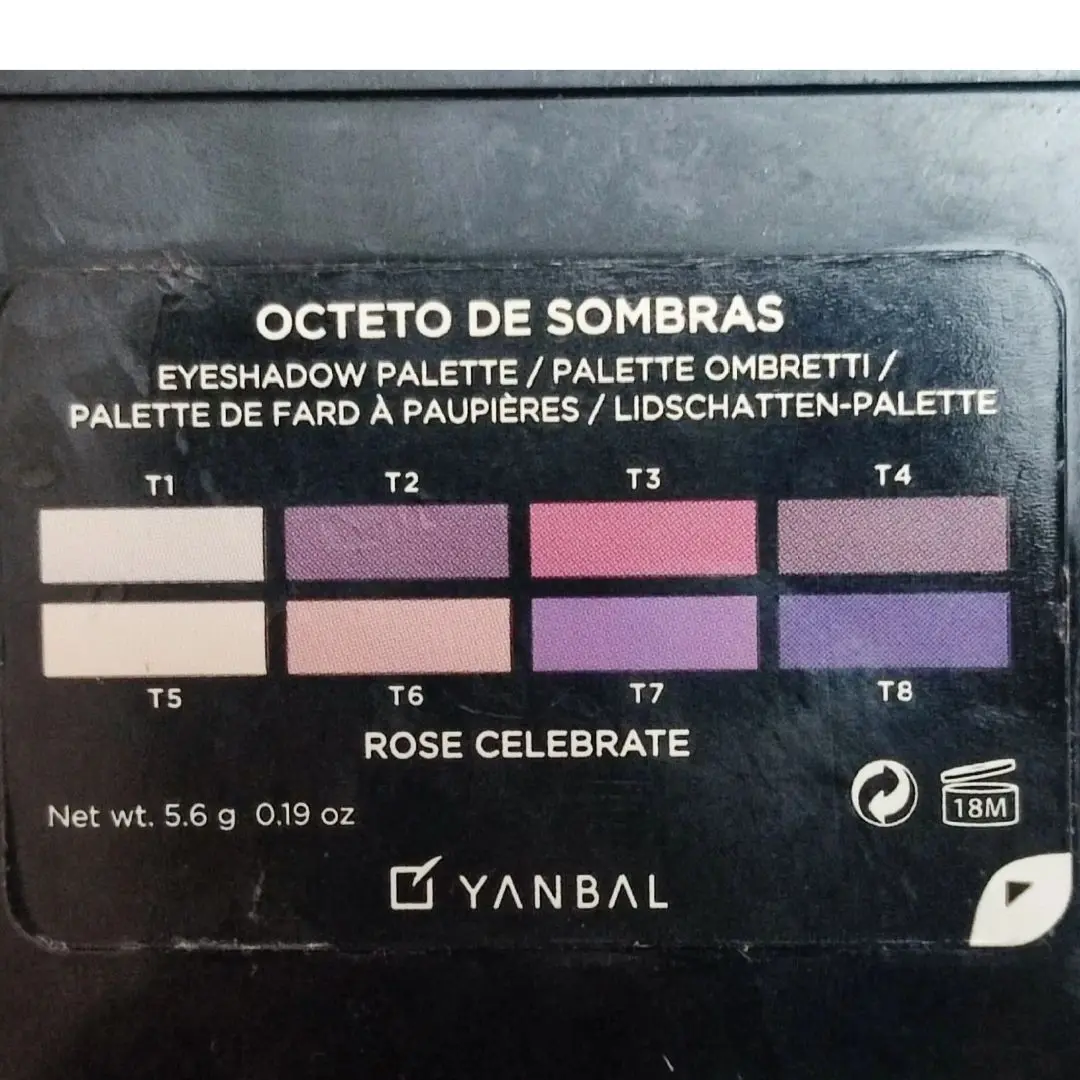 OCTETO DE SOMBRAS
EYESHADOW PALETTE / PALETTE OMBRETTI /
PALETTE DE FARD À PAUPIÈRES / LIDSCHATTEN-PALETTE
T1 T2 T3 T4
T5 T6 T7 T8
ROSE CELEBRATE
18M
Net wt. 5.6 g 0.19 oz
YANBAL